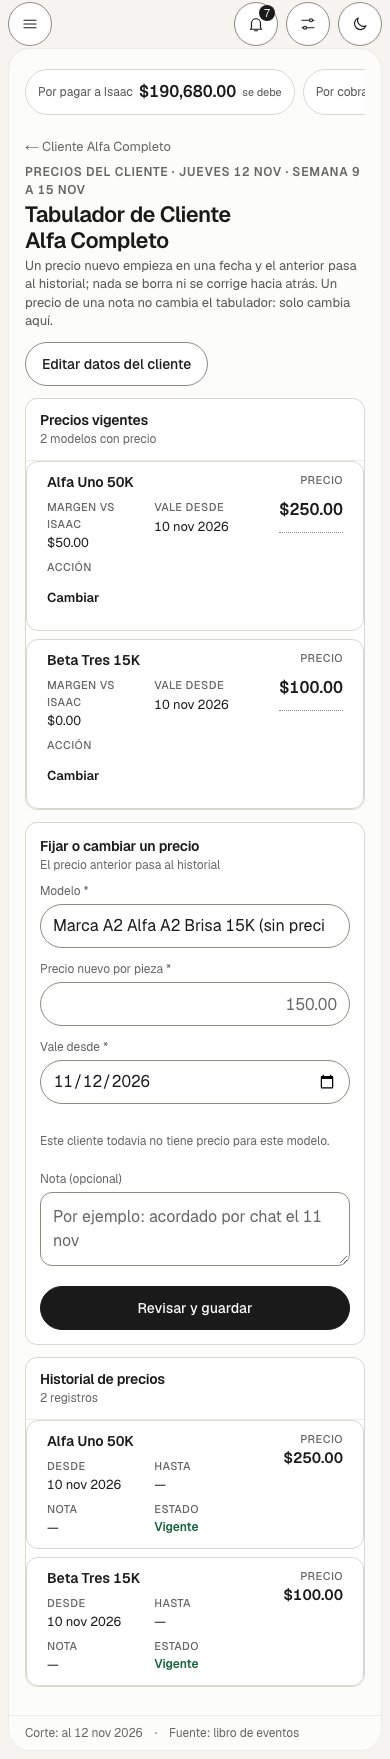 7
Por pagar a Isaac $190,680.00 se debe
Por cobra
← Cliente Alfa Completo
PRECIOS DEL CLIENTE · JUEVES 12 NOV · SEMANA 9
A 15 NOV
Tabulador de Cliente
Alfa Completo
Un precio nuevo empieza en una fecha y el anterior pasa
al historial; nada se borra ni se corrige hacia atrás. Un
precio de una nota no cambia el tabulador: solo cambia
aquí.
Editar datos del cliente
Precios vigentes
2 modelos con precio
Alfa Uno 50K
PRECIO
$250.00
MARGEN VS
ISAAC
$50.00
VALE DESDE
10 nov 2026
ACCIÓN
Cambiar
Beta Tres 15K
PRECIO
$100.00
MARGEN VS
ISAAC
$0.00
VALE DESDE
10 nov 2026
ACCIÓN
Cambiar
Fijar o cambiar un precio
El precio anterior pasa al historial
Modelo *
Marca A2 Alfa A2 Brisa 15K (sin preci
Precio nuevo por pieza *
150.00
Vale desde *
11/12/2026
Este cliente todavía no tiene precio para este modelo.
Nota (opcional)
Por ejemplo: acordado por chat el 11
nov
Revisar y guardar
Historial de precios
2 registros
Alfa Uno 50K
PRECIO
$250.00
DESDE
10 nov 2026
HASTA
—
NOTA
—
ESTADO
Vigente
Beta Tres 15K
PRECIO
$100.00
DESDE
10 nov 2026
HASTA
—
NOTA
—
ESTADO
Vigente
Corte: al 12 nov 2026 · Fuente: libro de eventos